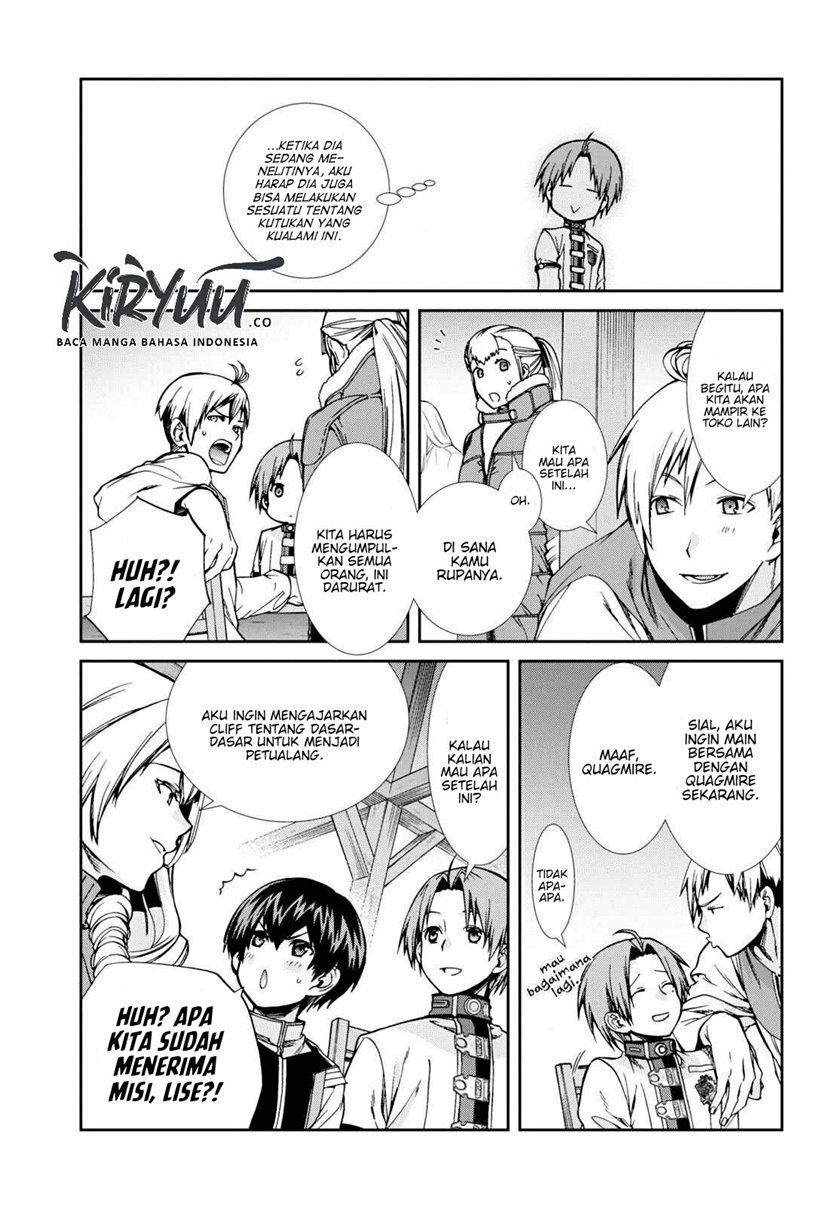 ...KETIKA DIA
SEDANG ME-
NELITINYA, AKU
HARAP DIA JUGA
BISA MELAKUKAN
SESUATU TENTANG
KUTUKAN YANG
KUALAMI INI.
KIRYUU.CO
BACA MANGA BAHASA INDONESIA
KALAU
BEGITU, APA
KITA AKAN
MAMPIR KE
TOKO LAIN?
KITA
MAU APA
SETELAH
INI...
OH.
DI SANA
KAMU
RUPANYA.
KITA HARUS
MENGUMPUL-
KAN SEMUA
ORANG, INI
DARURAT.
HUH?!
LAGI?
SIAL, AKU
INGIN MAIN
BERSAMA
DENGAN
QUAGMIRE
SEKARANG.
MAAF,
QUAGMIRE.
TIDAK
APA-
APA.
mau
bagaimana
lagi.
KALAU
KALIAN
MAU APA
SETELAH
INI?
AKU INGIN MENGAJARKAN
CLIFF TENTANG DASAR-
DASAR UNTUK MENJADI
PETUALANG.
HUH? APA
KITA SUDAH
MENERIMA
MISI, LISE?!